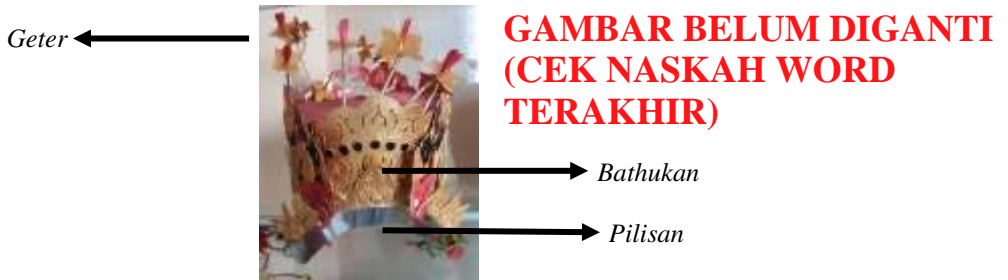 Geter
GAMBAR BELUM DIGANTI
(CEK NASKAH WORD
TERAKHIR)
Bathukan
Pilisan